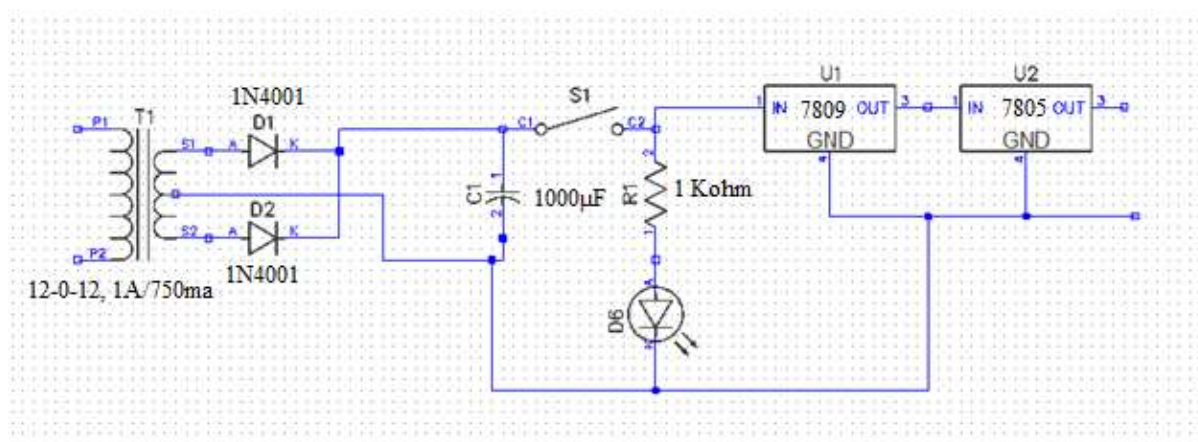 U1
U2
1N4001
S1
T1
D1
P1
S1
A
K
C1
C2
1
IN
7809
OUT
3
1
IN
7805
OUT
3
GND
GND
4
4
2
1
C1
2
1000µF
R1
1 Kohm
1
D2
S2
A
K
P2
1N4001
12-0-12, 1A/750ma
A
D6
K